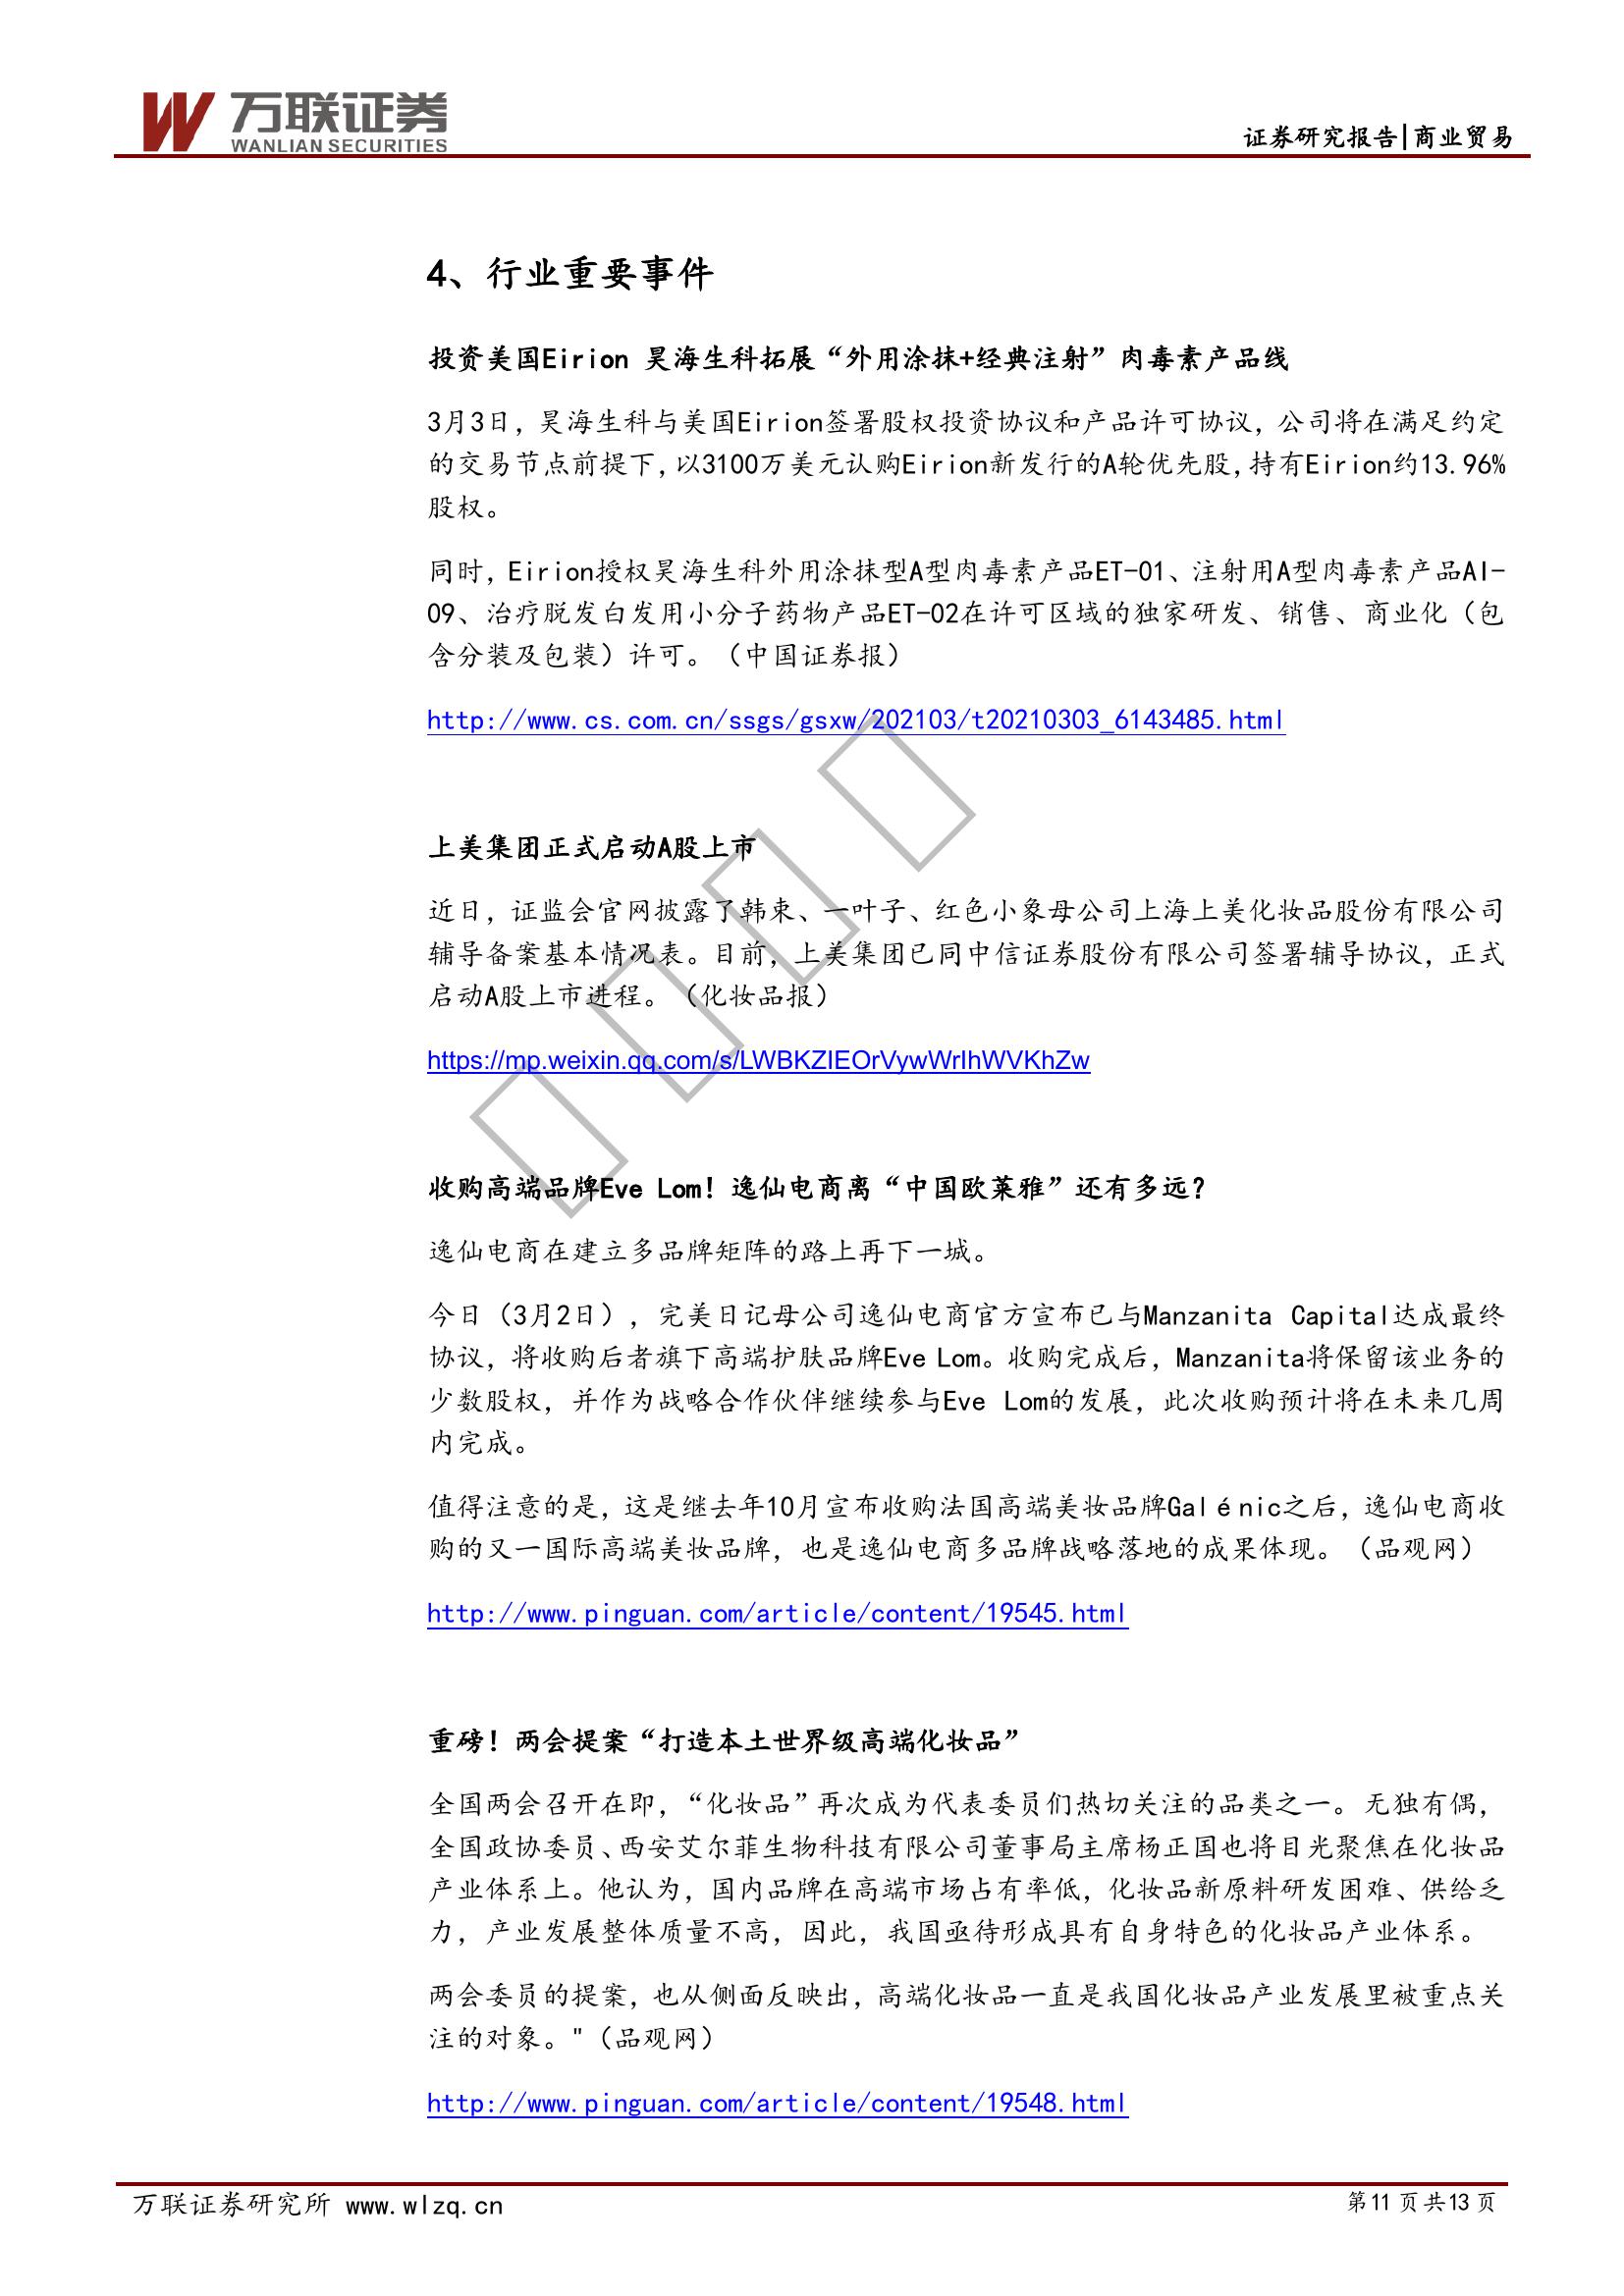 万联证券
WANLIAN SECURITIES
证券研究报告|商业贸易
4、行业重要事件
投资美国Eirion 昊海生科拓展“外用涂抹+经典注射”肉毒素产品线
3月3日，昊海生科与美国Eirion签署股权投资协议和产品许可协议，公司将在满足约定
的交易节点前提下，以3100万美元认购Eirion新发行的A轮优先股，持有Eirion约13.96%
股权。
同时，Eirion授权昊海生科外用涂抹型A型肉毒素产品ET-01、注射用A型肉毒素产品AI-
09、治疗脱发白发用小分子药物产品ET-02在许可区域的独家研发、销售、商业化（包
含分装及包装）许可。（中国证券报）
http://www.cs.com.cn/ssgs/gsxw/202103/t20210303_6143485.html
上美集团正式启动A股上市
近日，证监会官网披露了韩束、一叶子、红色小象母公司上海上美化妆品股份有限公司
辅导备案基本情况表。目前，上美集团已同中信证券股份有限公司签署辅导协议，正式
启动A股上市进程。（化妆品报）
https://mp.weixin.qq.com/s/LWBKZIEOrVywWrIhWVKhZw
收购高端品牌Eve Lom！逸仙电商离“中国欧莱雅”还有多远？
逸仙电商在建立多品牌矩阵的路上再下一城。
今日（3月2日），完美日记母公司逸仙电商官方宣布已与Manzanita Capital达成最终
协议，将收购后者旗下高端护肤品牌Eve Lom。收购完成后，Manzanita将保留该业务的
少数股权，并作为战略合作伙伴继续参与Eve Lom的发展，此次收购预计将在未来几周
内完成。
值得注意的是，这是继去年10月宣布收购法国高端美妆品牌Galénic之后，逸仙电商收
购的又一国际高端美妆品牌，也是逸仙电商多品牌战略落地的成果体现。（品观网）
http://www.pinguan.com/article/content/19545.html
重磅！两会提案“打造本土世界级高端化妆品”
全国两会召开在即，“化妆品”再次成为代表委员们热切关注的品类之一。无独有偶，
全国政协委员、西安艾尔菲生物科技有限公司董事局主席杨正国也将目光聚焦在化妆品
产业体系上。他认为，国内品牌在高端市场占有率低，化妆品新原料研发困难、供给乏
力，产业发展整体质量不高，因此，我国亟待形成具有自身特色的化妆品产业体系。
两会委员的提案，也从侧面反映出，高端化妆品一直是我国化妆品产业发展里被重点关
注的对象。"（品观网）
http://www.pinguan.com/article/content/19548.html
万联证券研究所 www.wlzq.cn
第11页共13页